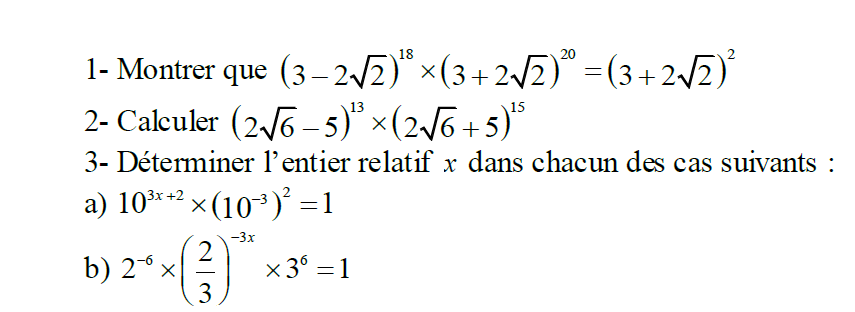 1- Montrer que (3−2√2)^18 × (3+2√2)^20 = (3+2√2)^2
2- Calculer (2√6−5)^13 × (2√6+5)^15
3- Déterminer l’entier relatif x dans chacun des cas suivants :
a) 10^(3x+2) × (10^−3)^2 = 1
b) 2^−6 × (2/3)^−3x × 3^6 = 1